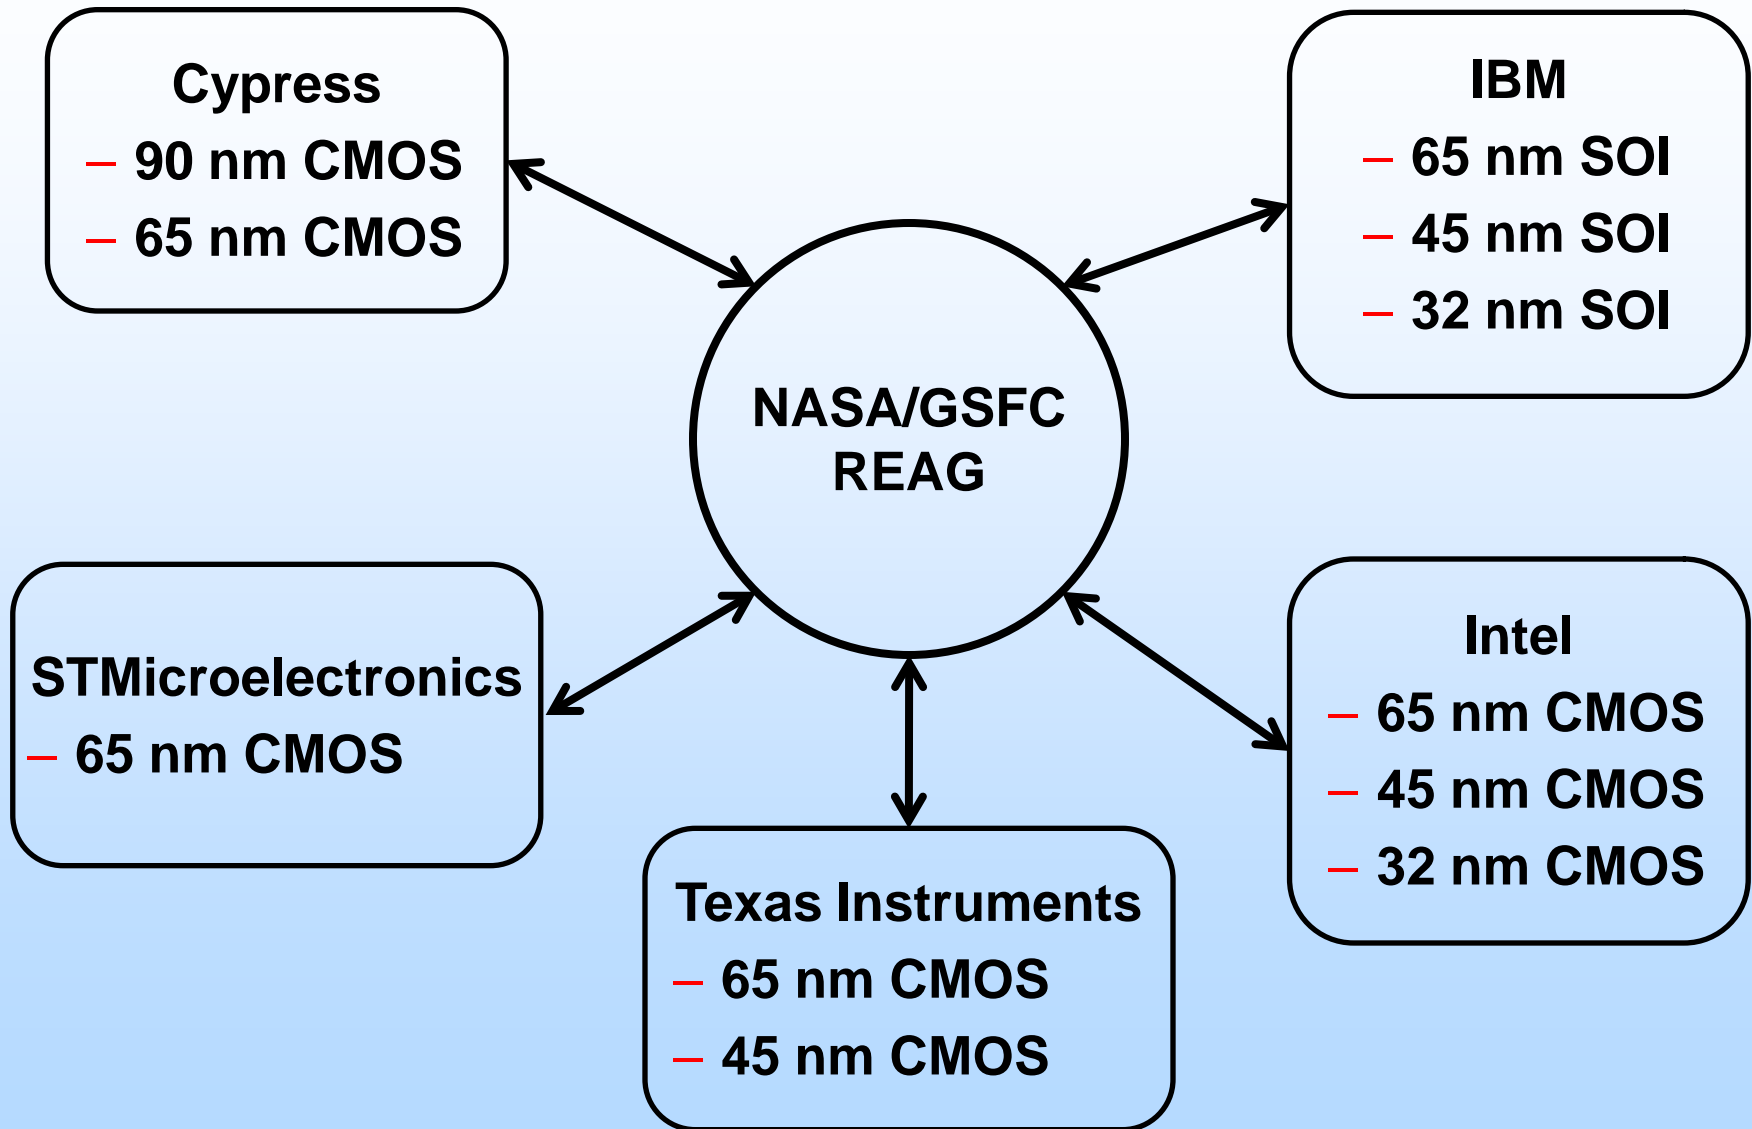 Cypress
– 90 nm CMOS
– 65 nm CMOS
IBM
– 65 nm SOI
– 45 nm SOI
– 32 nm SOI
NASA/GSFC
REAG
STMicroelectronics
– 65 nm CMOS
Intel
– 65 nm CMOS
– 45 nm CMOS
– 32 nm CMOS
Texas Instruments
– 65 nm CMOS
– 45 nm CMOS